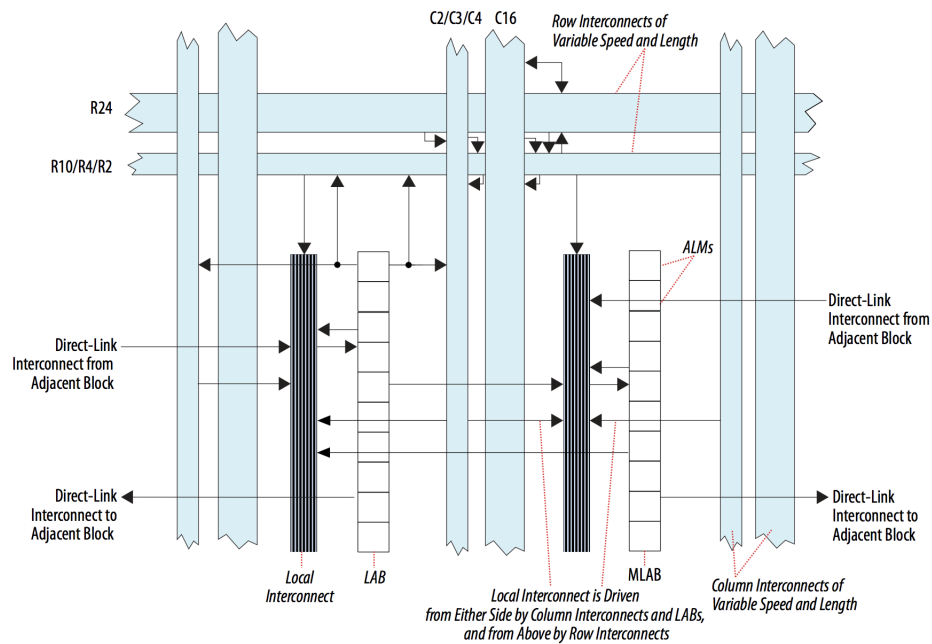 C2/C3/C4
C16
Row Interconnects of
Variable Speed and Length
R24
R10/R4/R2
ALMs
Direct-Link
Interconnect from
Adjacent Block
Direct-Link
Interconnect from
Adjacent Block
Direct-Link
Interconnect to
Adjacent Block
Direct-Link
Interconnect to
Adjacent Block
Local
Interconnect
LAB
MLAB
Local Interconnect is Driven
from Either Side by Column Interconnects and LABs,
and from Above by Row Interconnects
Column Interconnects of
Variable Speed and Length